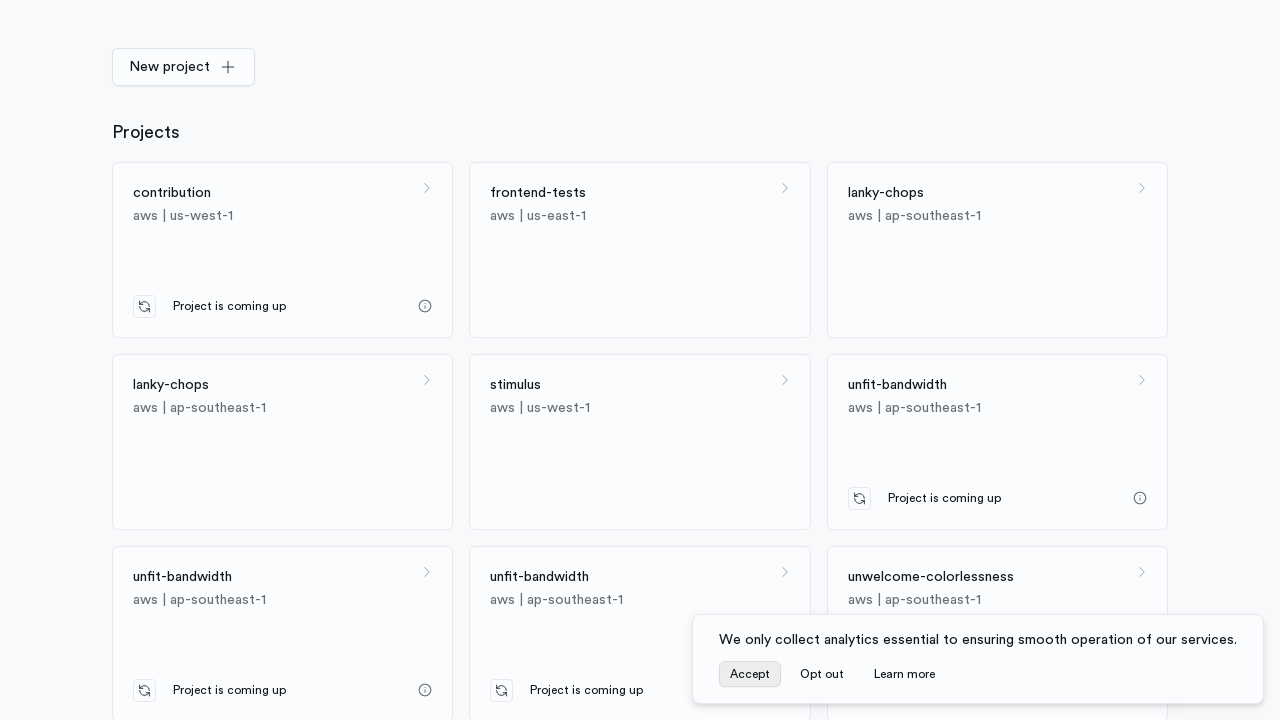 New project
Projects
contribution
aws | us-west-1
Project is coming up
frontend-tests
aws | us-east-1
lanky-chops
aws | ap-southeast-1
lanky-chops
aws | ap-southeast-1
stimulus
aws | us-west-1
unfit-bandwidth
aws | ap-southeast-1
Project is coming up
unfit-bandwidth
aws | ap-southeast-1
Project is coming up
unfit-bandwidth
aws | ap-southeast-1
Project is coming up
unwelcome-colorlessness
aws | ap-southeast-1
We only collect analytics essential to ensuring smooth operation of our services.
Accept Opt out Learn more